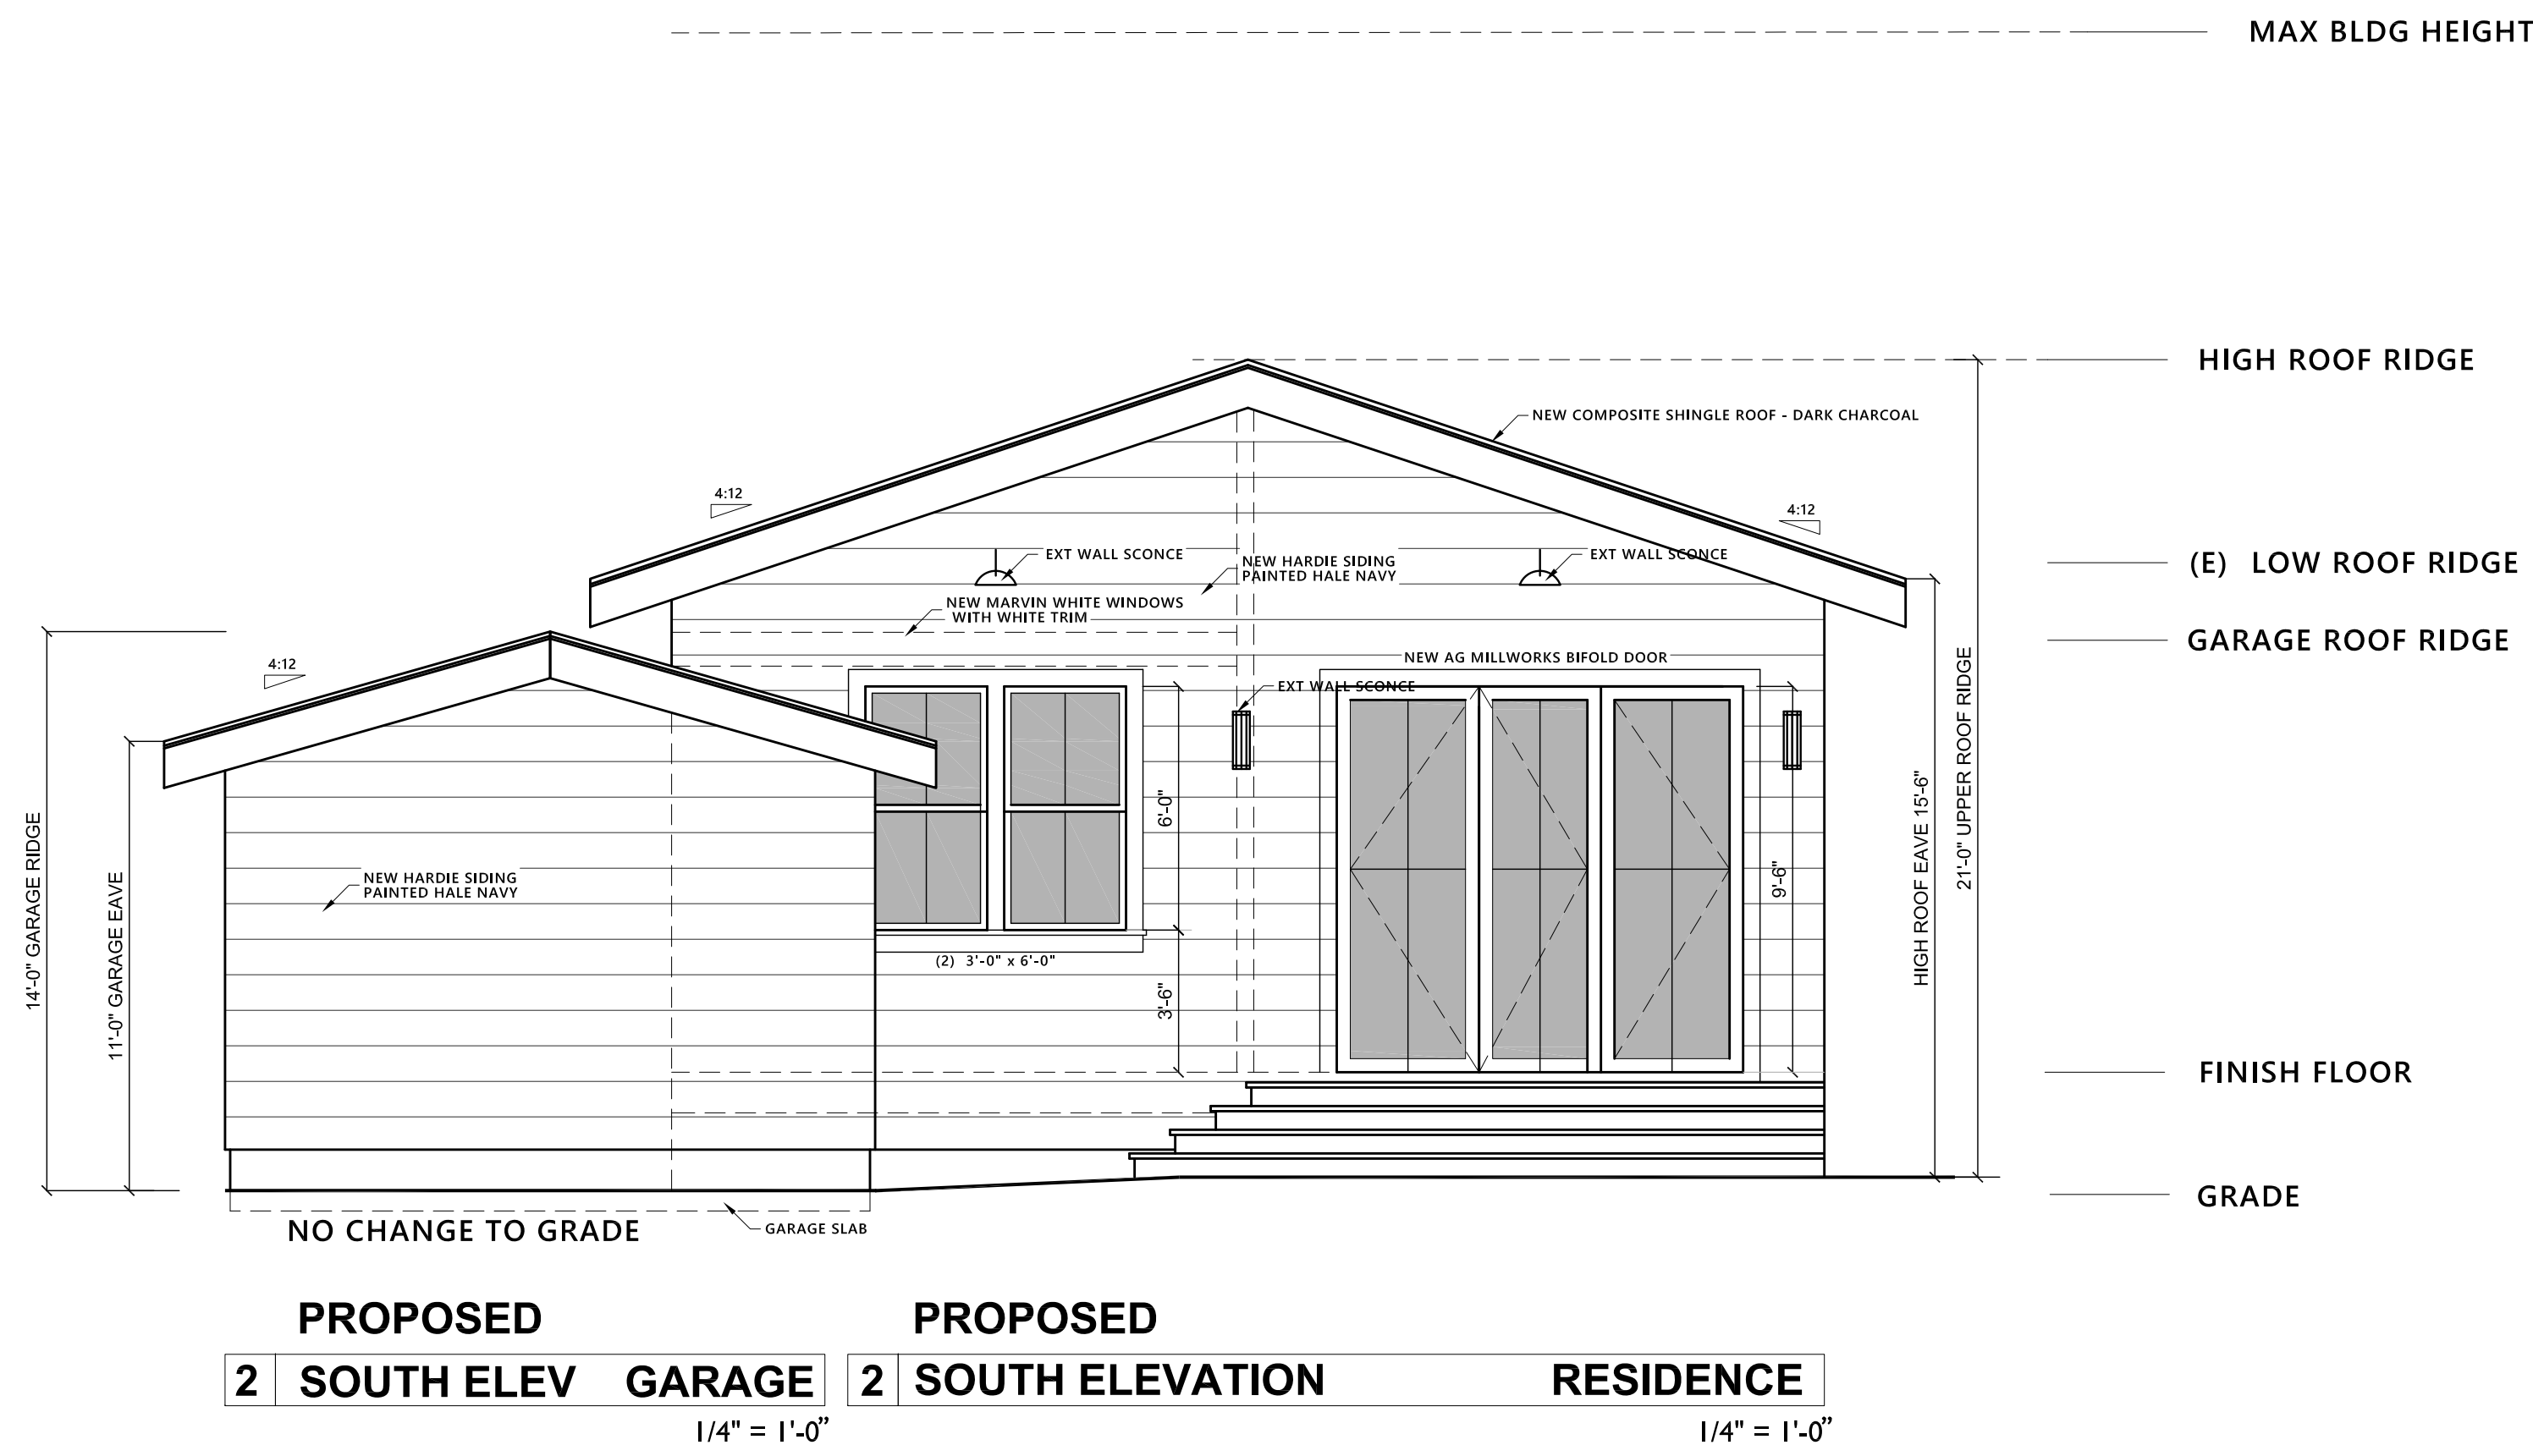 MAX BLDG HEIGHT
HIGH ROOF RIDGE
NEW COMPOSITE SHINGLE ROOF - DARK CHARCOAL
4:12
4:12
EXT WALL SCONCE
NEW HARDIE SIDING
PAINTED HALE NAVY
EXT WALL SCONCE
(E) LOW ROOF RIDGE
NEW MARVIN WHITE WINDOWS
WITH WHITE TRIM
GARAGE ROOF RIDGE
4:12
NEW AG MILLWORKS BIFOLD DOOR
EXT WALL SCONCE
14'-0" GARAGE RIDGE
11'-0" GARAGE EAVE
6'-0"
9'-6"
HIGH ROOF EAVE 15'-6"
21'-0" UPPER ROOF RIDGE
NEW HARDIE SIDING
PAINTED HALE NAVY
(2) 3'-0" x 6'-0"
3'-6"
FINISH FLOOR
GRADE
NO CHANGE TO GRADE
GARAGE SLAB
PROPOSED
2 SOUTH ELEV GARAGE
1/4" = 1'-0"
PROPOSED
2 SOUTH ELEVATION RESIDENCE
1/4" = 1'-0"